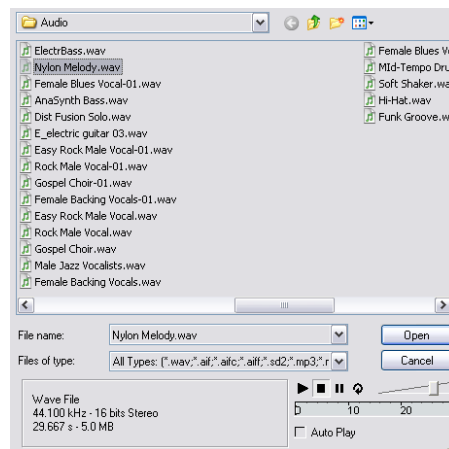 Audio
ElectrBass.wav
Nylon Melody.wav
Female Blues Vocal-01.wav
AnaSynth Bass.wav
Dist Fusion Solo.wav
E_electric guitar 03.wav
Easy Rock Male Vocal-01.wav
Rock Male Vocal-01.wav
Gospel Choir-01.wav
Female Backing Vocals-01.wav
Easy Rock Male Vocal.wav
Rock Male Vocal.wav
Gospel Choir.wav
Male Jazz Vocalists.wav
Female Backing Vocals.wav
Female Blues Vo
MId-Tempo Dru
Soft Shaker.wa
Hi-Hat.wav
Funk Groove.w
File name: Nylon Melody.wav Open
Files of type: All Types: (*.wav;*.aif;*.aifc,*.aiff;*.sd2;*.mp3;*.r Cancel
Wave File
44.100 kHz - 16 bits Stereo
29.667 s - 5.0 MB
10 20
Auto Play